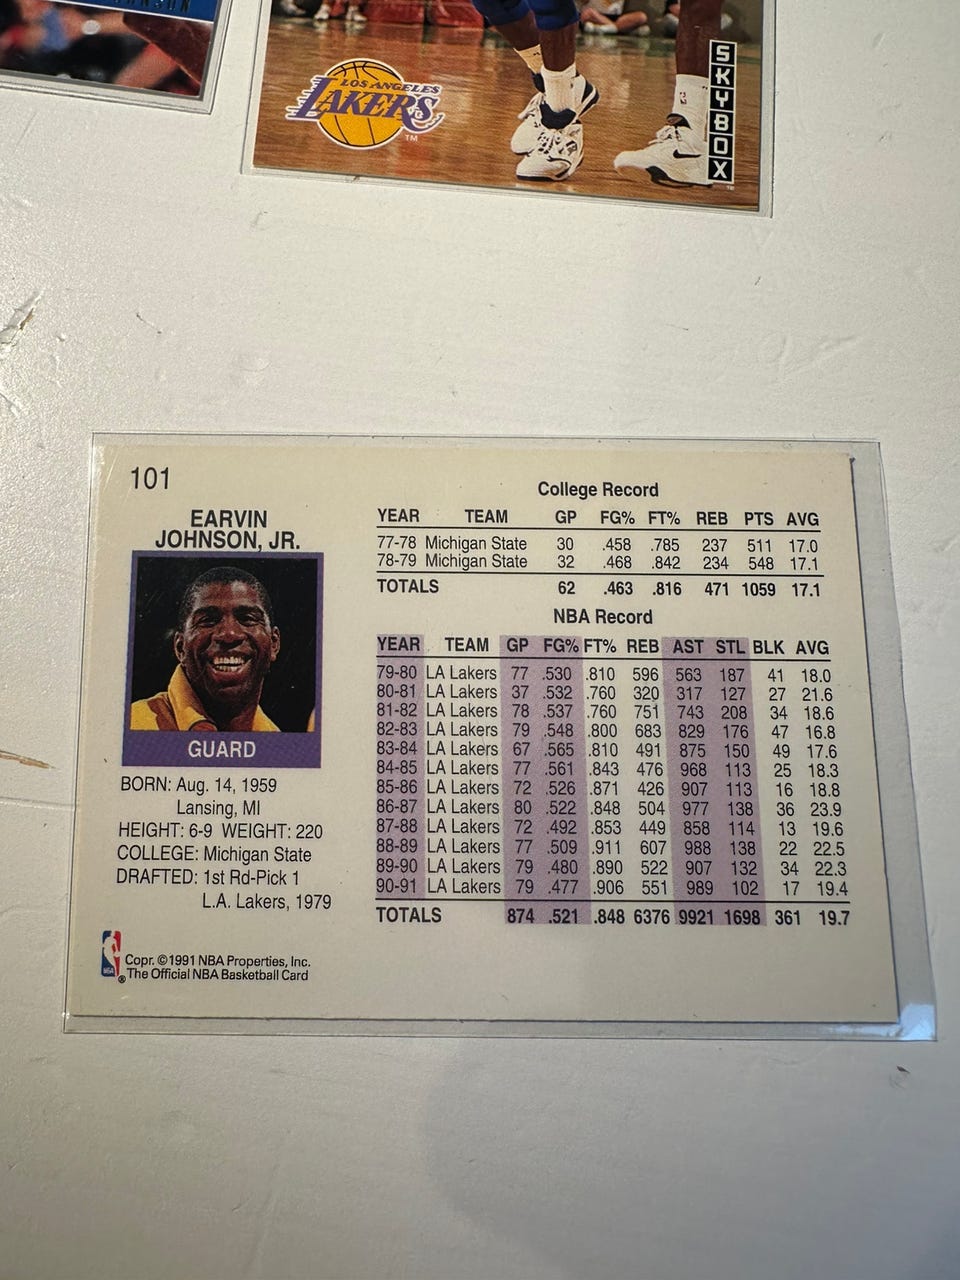 LOS ANGELES
LAKERS
TM
SKYBOX
101
EARVIN
JOHNSON, JR.
GUARD
BORN: Aug. 14, 1959
Lansing, MI
HEIGHT: 6-9 WEIGHT: 220
COLLEGE: Michigan State
DRAFTED: 1st Rd-Pick 1
L.A. Lakers, 1979
NBA
®
Copr. © 1991 NBA Properties, Inc.
The Official NBA Basketball Card
College Record
YEAR TEAM GP FG% FT% REB PTS AVG
77-78 Michigan State 30 .458 .785 237 511 17.0
78-79 Michigan State 32 .468 .842 234 548 17.1
TOTALS 62 .463 .816 471 1059 17.1
NBA Record
YEAR TEAM GP FG% FT% REB AST STL BLK AVG
79-80 LA Lakers 77 .530 .810 596 563 187 41 18.0
80-81 LA Lakers 37 .532 .760 320 317 127 27 21.6
81-82 LA Lakers 78 .537 .760 751 743 208 34 18.6
82-83 LA Lakers 79 .548 .800 683 829 176 47 16.8
83-84 LA Lakers 67 .565 .810 491 875 150 49 17.6
84-85 LA Lakers 77 .561 .843 476 968 113 25 18.3
85-86 LA Lakers 72 .526 .871 426 907 113 16 18.8
86-87 LA Lakers 80 .522 .848 504 977 138 36 23.9
87-88 LA Lakers 72 .492 .853 449 858 114 13 19.6
88-89 LA Lakers 77 .509 .911 607 988 138 22 22.5
89-90 LA Lakers 79 .480 .890 522 907 132 34 22.3
90-91 LA Lakers 79 .477 .906 551 989 102 17 19.4
TOTALS 874 .521 .848 6376 9921 1698 361 19.7